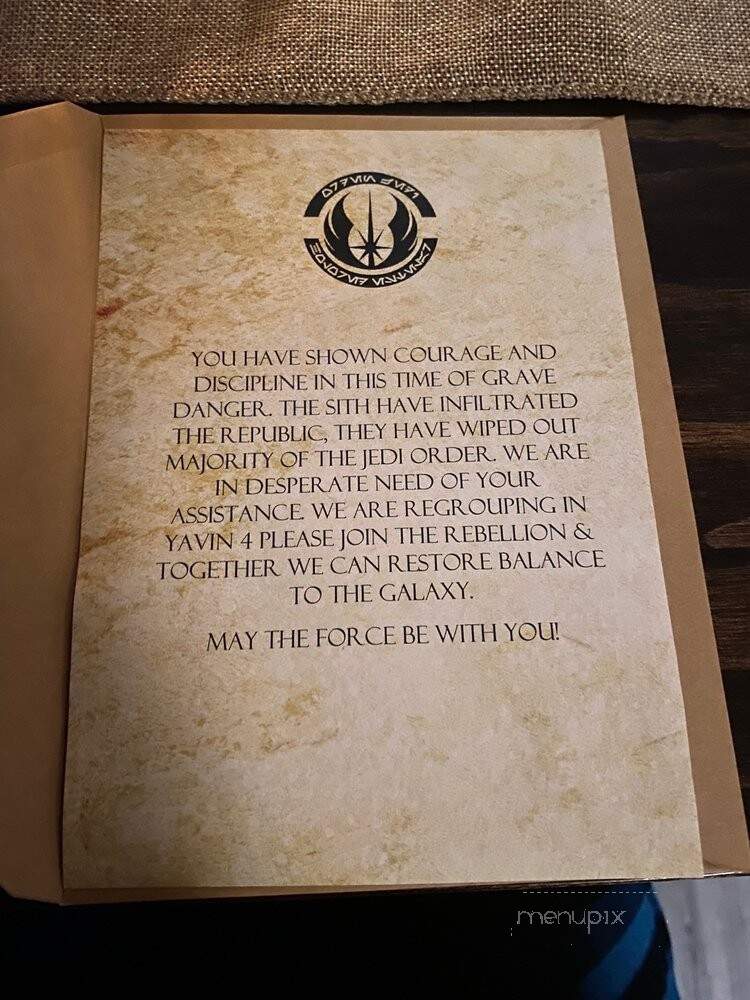 YOU HAVE SHOWN COURAGE AND
DISCIPLINE IN THIS TIME OF GRAVE
DANGER. THE SITH HAVE INFILTRATED
THE REPUBLIC, THEY HAVE WIPED OUT
MAJORITY OF THE JEDI ORDER. WE ARE
IN DESPERATE NEED OF YOUR
ASSISTANCE. WE ARE REGROUPING IN
YAVIN 4 PLEASE JOIN THE REBELLION &
TOGETHER WE CAN RESTORE BALANCE
TO THE GALAXY.
MAY THE FORCE BE WITH YOU!
menupix